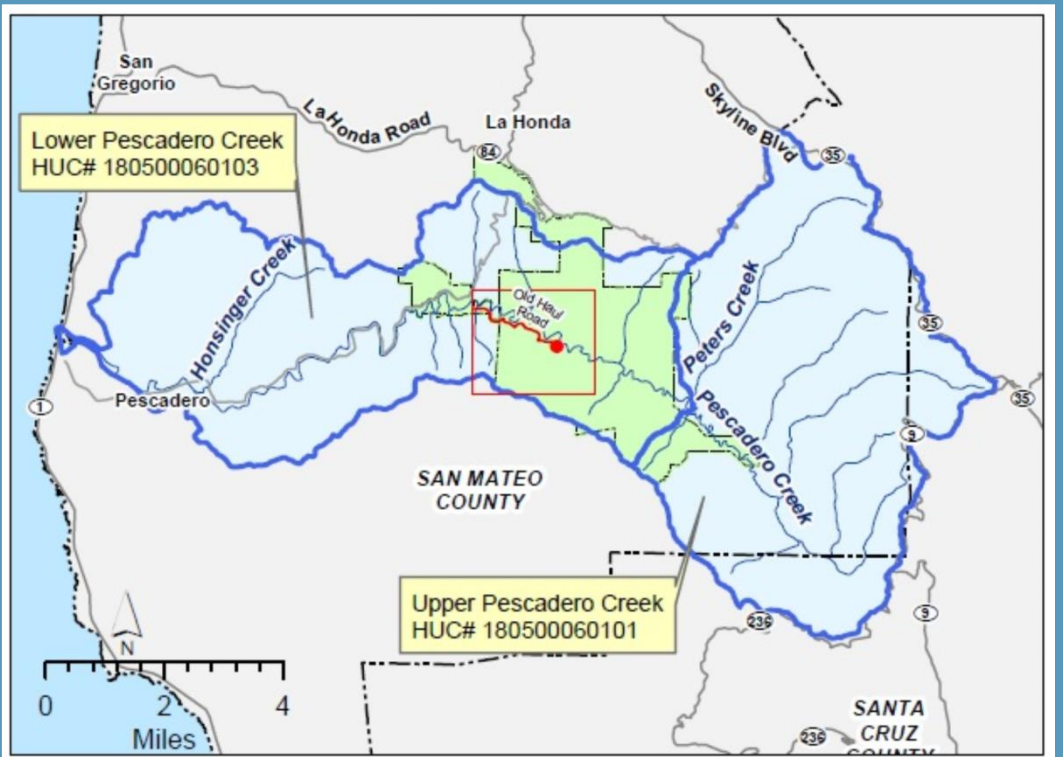 San
Gregorio
La Honda Road
La Honda
84
Skyline Blvd
35
Lower Pescadero Creek
HUC# 180500060103
Honsinger Creek
Old Haul
Road
Peters Creek
35
35
1
Pescadero
Pescadero Creek
9
SAN MATEO
COUNTY
Upper Pescadero Creek
HUC# 180500060101
236
9
N
0 2 4
Miles
236
SANTA
CRUZ
COUNTY